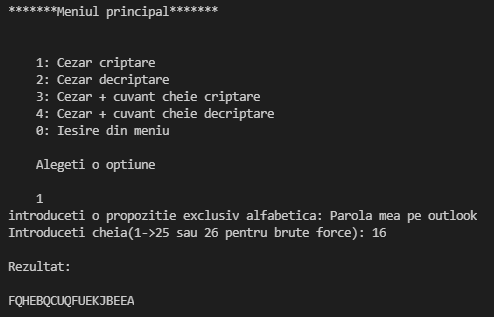 *******Meniul principal*******
1: Cezar criptare
2: Cezar decriptare
3: Cezar + cuvant cheie criptare
4: Cezar + cuvant cheie decriptare
0: Iesire din meniu
Alegeti o optiune
1
introduceti o propozitie exclusiv alfabetica: Parola mea pe outlook
Introduceti cheia(1->25 sau 26 pentru brute force): 16
Rezultat:
FQHEBQCUQFUEKJBEEA